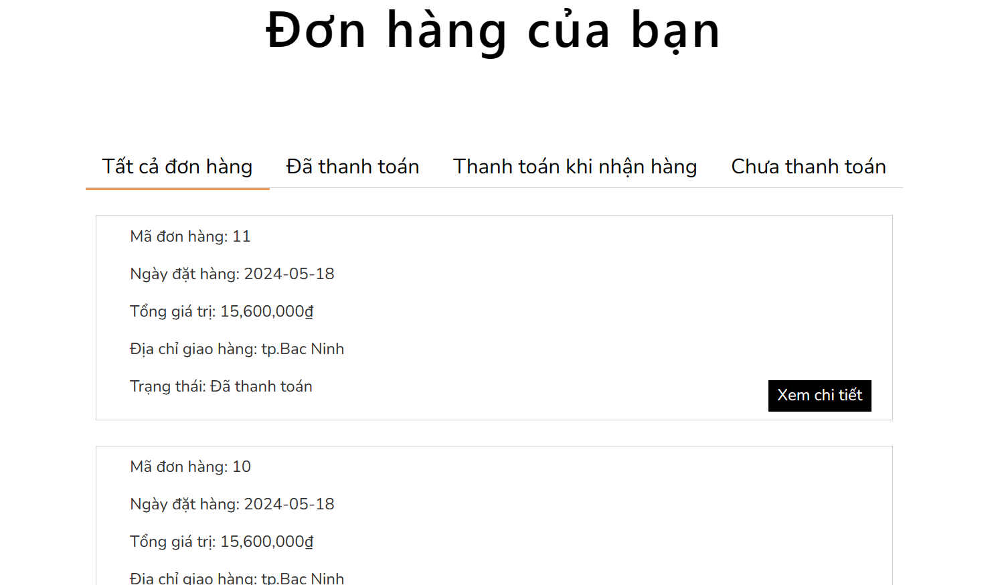 Đơn hàng của bạn
Tất cả đơn hàng Đã thanh toán Thanh toán khi nhận hàng Chưa thanh toán
Mã đơn hàng: 11
Ngày đặt hàng: 2024-05-18
Tổng giá trị: 15,600,000₫
Địa chỉ giao hàng: tp.Bac Ninh
Trạng thái: Đã thanh toán
Xem chi tiết
Mã đơn hàng: 10
Ngày đặt hàng: 2024-05-18
Tổng giá trị: 15,600,000₫
Địa chỉ giao hàng: tp.Bac Ninh